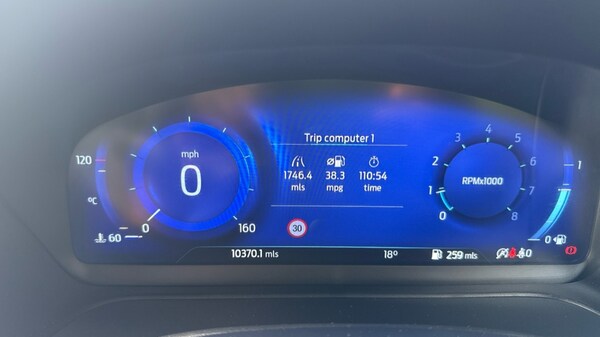 Trip computer 1
1746.4 38.3 110:54
mls mpg time
120
°C
60
mph
0
0 160
30
4
3 5
2 6
1 7
0 8
RPMx1000
1
0
10370.1 mls 18° 259 mls 0